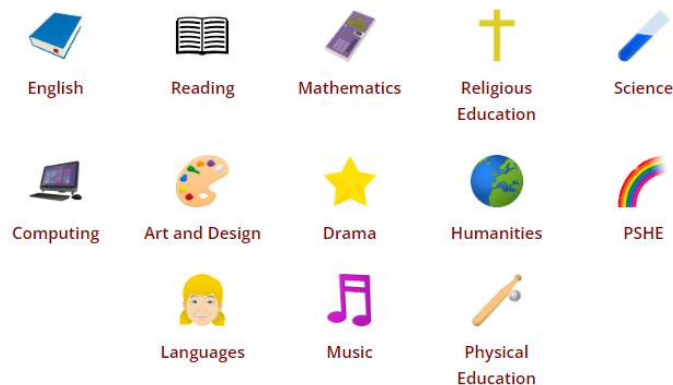 English
Reading
Mathematics
Religious
Education
Science
Computing
Art and Design
Drama
Humanities
PSHE
Languages
Music
Physical
Education